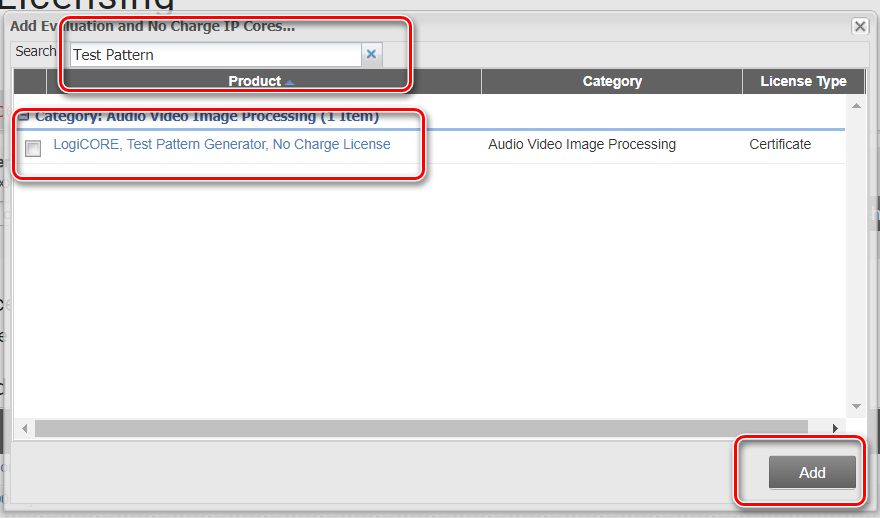 Licensing
Add Evaluation and No Charge IP Cores...
Search Test Pattern
Product Category License Type
Category: Audio Video Image Processing (1 Item)
LogiCORE, Test Pattern Generator, No Charge License Audio Video Image Processing Certificate
Add